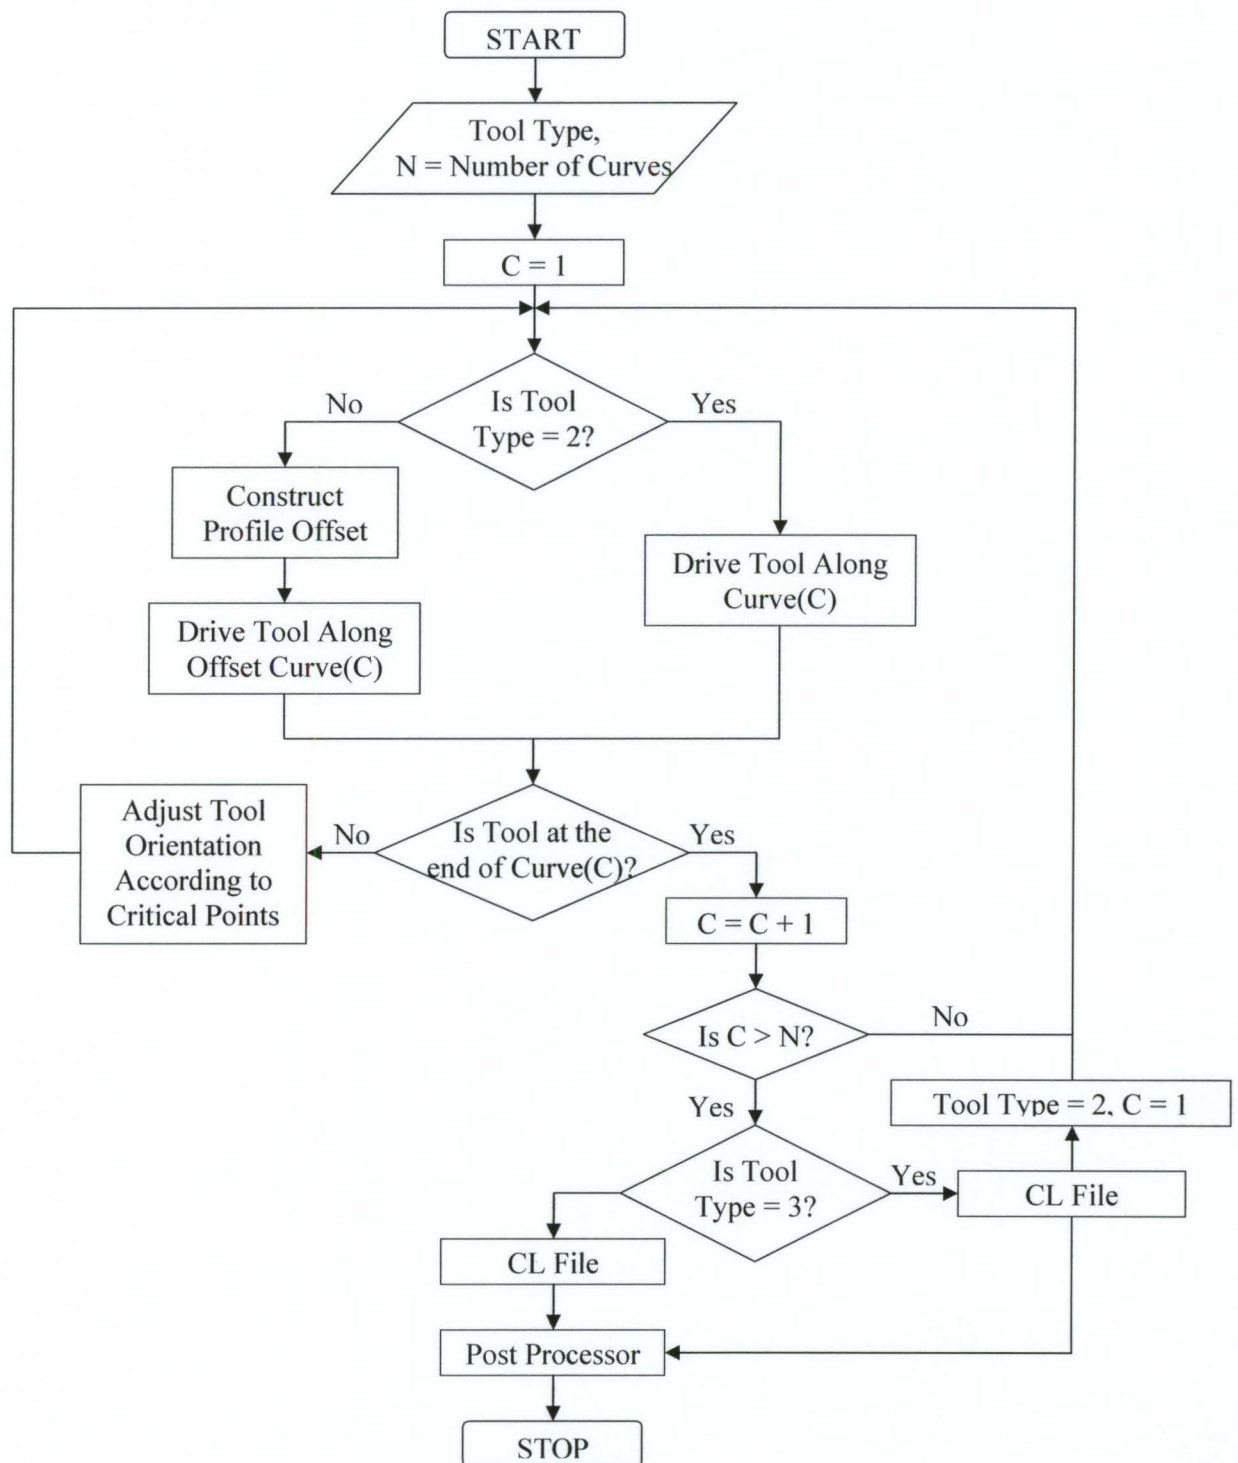 START
Tool Type,
N = Number of Curves
C = 1
Is Tool
Type = 2?
No
Yes
Construct
Profile Offset
Drive Tool Along
Curve(C)
Drive Tool Along
Offset Curve(C)
Is Tool at the
end of Curve(C)?
No
Yes
Adjust Tool
Orientation
According to
Critical Points
C = C + 1
Is C > N?
No
Yes
Tool Type = 2, C = 1
Is Tool
Type = 3?
Yes
CL File
CL File
Post Processor
STOP